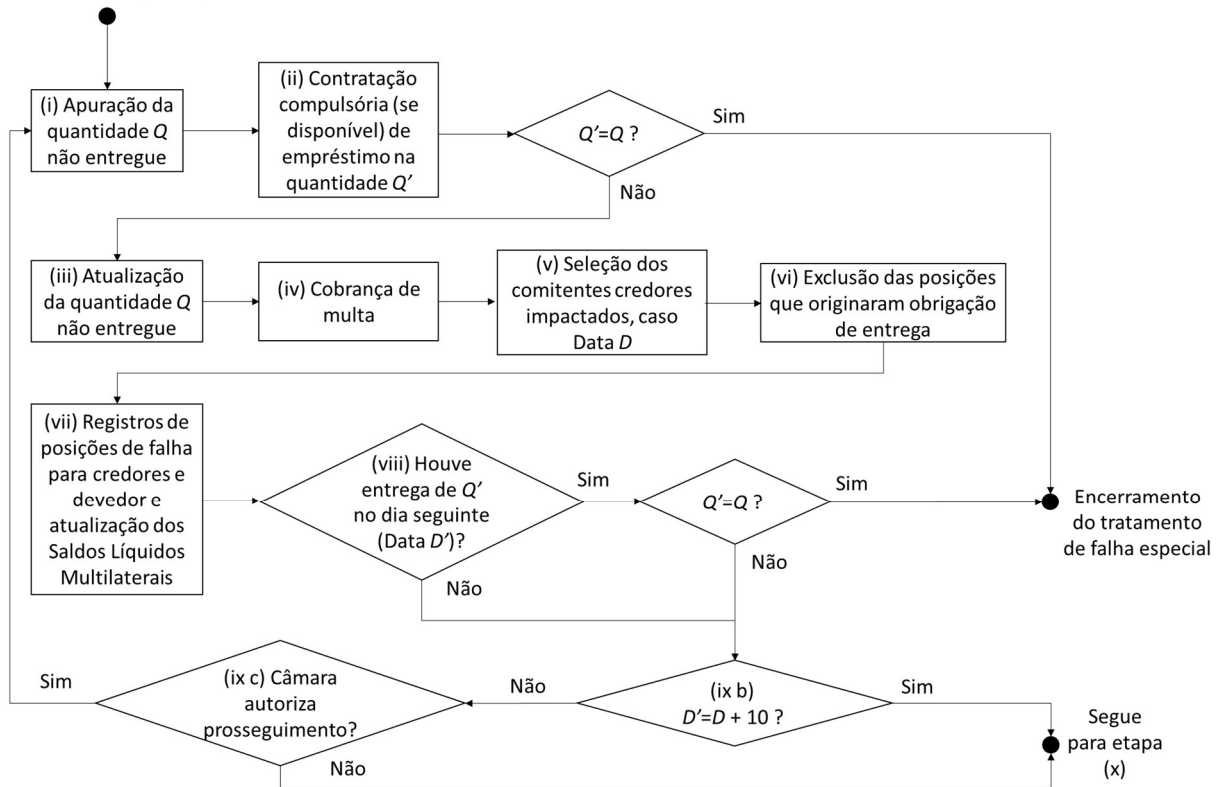 (i) Apuração da
quantidade Q
não entregue
(ii) Contratação
compulsória (se
disponível) de
empréstimo na
quantidade Q’
Q’=Q ?
Sim
Não
(iii) Atualização
da quantidade Q
não entregue
(iv) Cobrança de
multa
(v) Seleção dos
comitentes credores
impactados, caso
Data D
(vi) Exclusão das posições
que originaram obrigação
de entrega
(vii) Registros de
posições de falha
para credores e
devedor e
atualização dos
Saldos Líquidos
Multilaterais
(viii) Houve
entrega de Q’
no dia seguinte
(Data D’)?
Sim
Não
Q’=Q ?
Sim
Não
Encerramento
do tratamento
de falha especial
(ix c) Câmara
autoriza
prosseguimento?
Sim
Não
(ix b)
D’=D + 10 ?
Não
Sim
Segue
para etapa
(x)